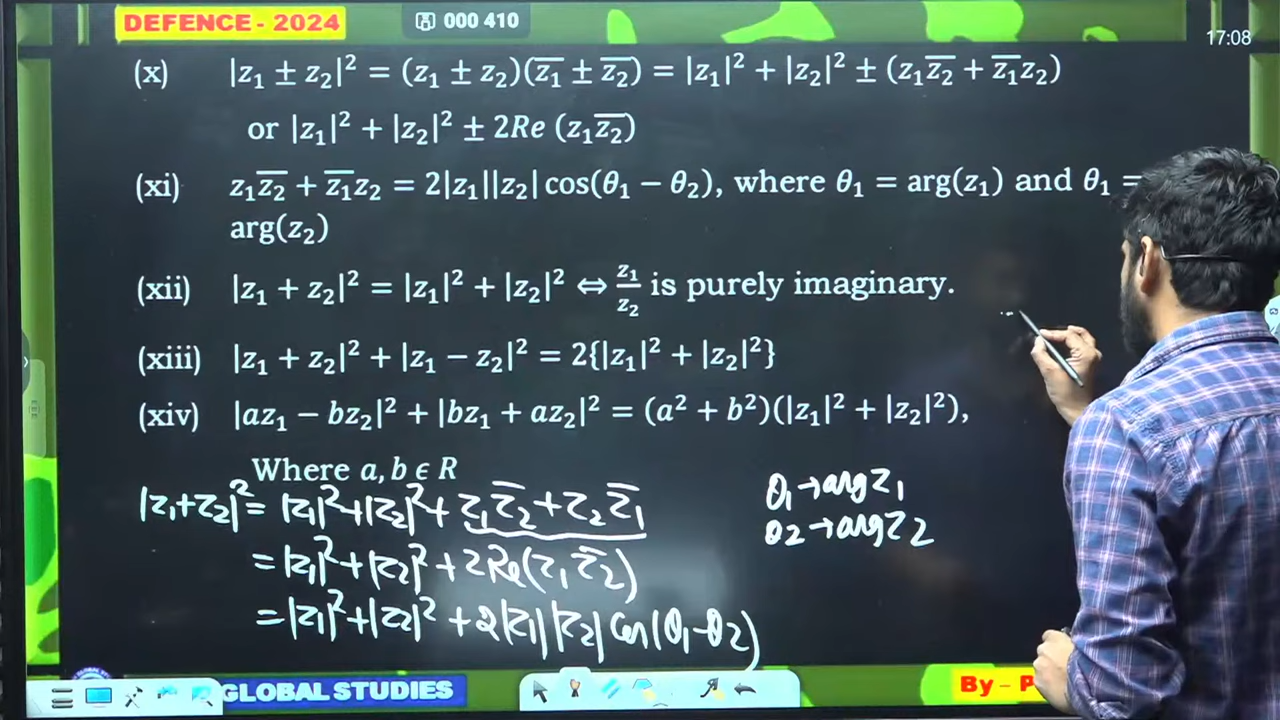 DEFENCE - 2024
000 410
17:08
(x) |z₁ ± z₂|² = (z₁ ± z₂)(z̅₁ ± z̅₂) = |z₁|² + |z₂|² ± (z₁z̅₂ + z̅₁z₂)
or |z₁|² + |z₂|² ± 2Re (z₁z̅₂)
(xi) z₁z̅₂ + z̅₁z₂ = 2|z₁||z₂| cos(θ₁ − θ₂), where θ₁ = arg(z₁) and θ₁ =
arg(z₂)
(xii) |z₁ + z₂|² = |z₁|² + |z₂|² ⇔ z₁/z₂ is purely imaginary.
(xiii) |z₁ + z₂|² + |z₁ − z₂|² = 2{|z₁|² + |z₂|²}
(xiv) |az₁ − bz₂|² + |bz₁ + az₂|² = (a² + b²)(|z₁|² + |z₂|²),
Where a, b ϵ R
|z₁+z₂|² = |z₁|²+|z₂|²+ z₁z̅₂+z₂z̅₁
= |z₁|²+|z₂|²+2Re(z₁z̅₂)
= |z₁|²+|z₂|²+2|z₁||z₂| cos(θ₁-θ₂)
θ₁→arg z₁
θ₂→arg z₂
GLOBAL STUDIES
By – P